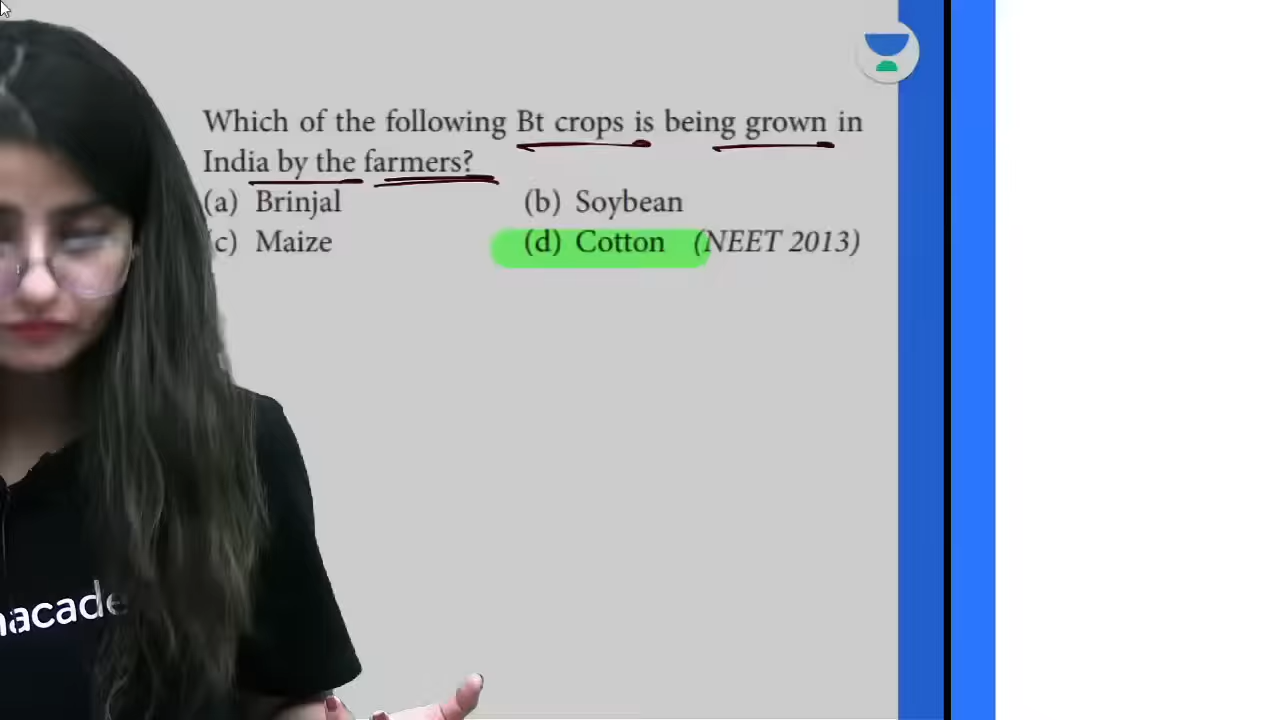 Which of the following Bt crops is being grown in
India by the farmers?
(a) Brinjal (b) Soybean
c) Maize (d) Cotton (NEET 2013)